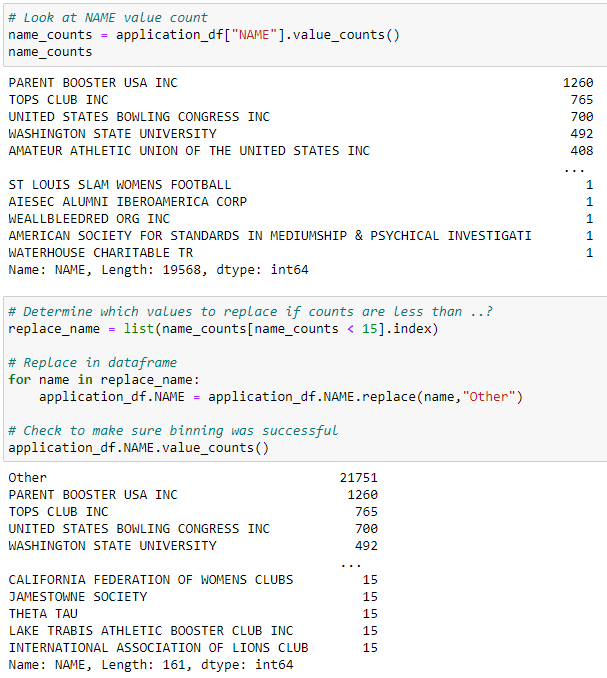 # Look at NAME value count
name_counts = application_df["NAME"].value_counts()
name_counts
PARENT BOOSTER USA INC 1260
TOPS CLUB INC 765
UNITED STATES BOWLING CONGRESS INC 700
WASHINGTON STATE UNIVERSITY 492
AMATEUR ATHLETIC UNION OF THE UNITED STATES INC 408
...
ST LOUIS SLAM WOMENS FOOTBALL 1
AIESEC ALUMNI IBEROAMERICA CORP 1
WEALLBLEEDRED ORG INC 1
AMERICAN SOCIETY FOR STANDARDS IN MEDIUMSHIP & PSYCHICAL INVESTIGATI 1
WATERHOUSE CHARITABLE TR 1
Name: NAME, Length: 19568, dtype: int64
# Determine which values to replace if counts are less than ..?
replace_name = list(name_counts[name_counts < 15].index)
# Replace in dataframe
for name in replace_name:
    application_df.NAME = application_df.NAME.replace(name,"Other")
# Check to make sure binning was successful
application_df.NAME.value_counts()
Other 21751
PARENT BOOSTER USA INC 1260
TOPS CLUB INC 765
UNITED STATES BOWLING CONGRESS INC 700
WASHINGTON STATE UNIVERSITY 492
...
CALIFORNIA FEDERATION OF WOMENS CLUBS 15
JAMESTOWNE SOCIETY 15
THETA TAU 15
LAKE TRABIS ATHLETIC BOOSTER CLUB INC 15
INTERNATIONAL ASSOCIATION OF LIONS CLUB 15
Name: NAME, Length: 161, dtype: int64